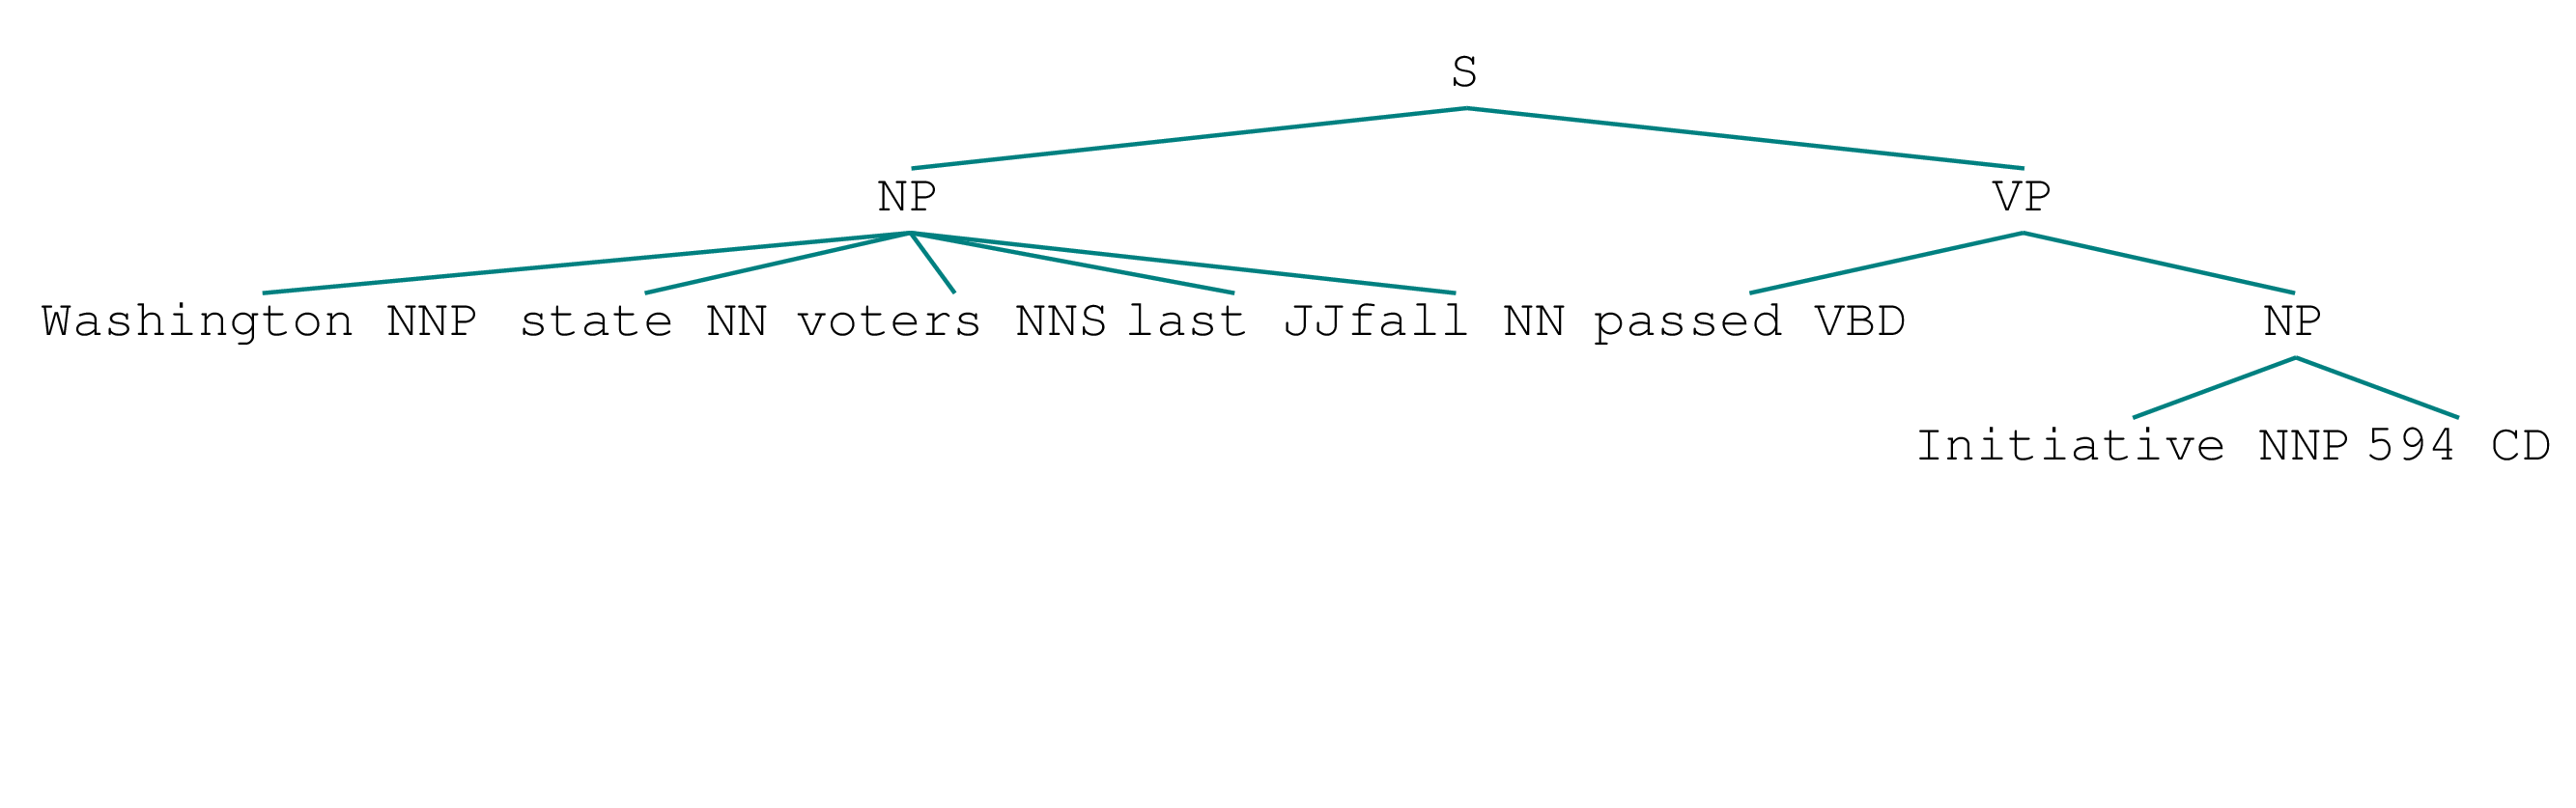 S
NP VP
Washington NNP state NN voters NNS last JJfall NN passed VBD NP
Initiative NNP 594 CD